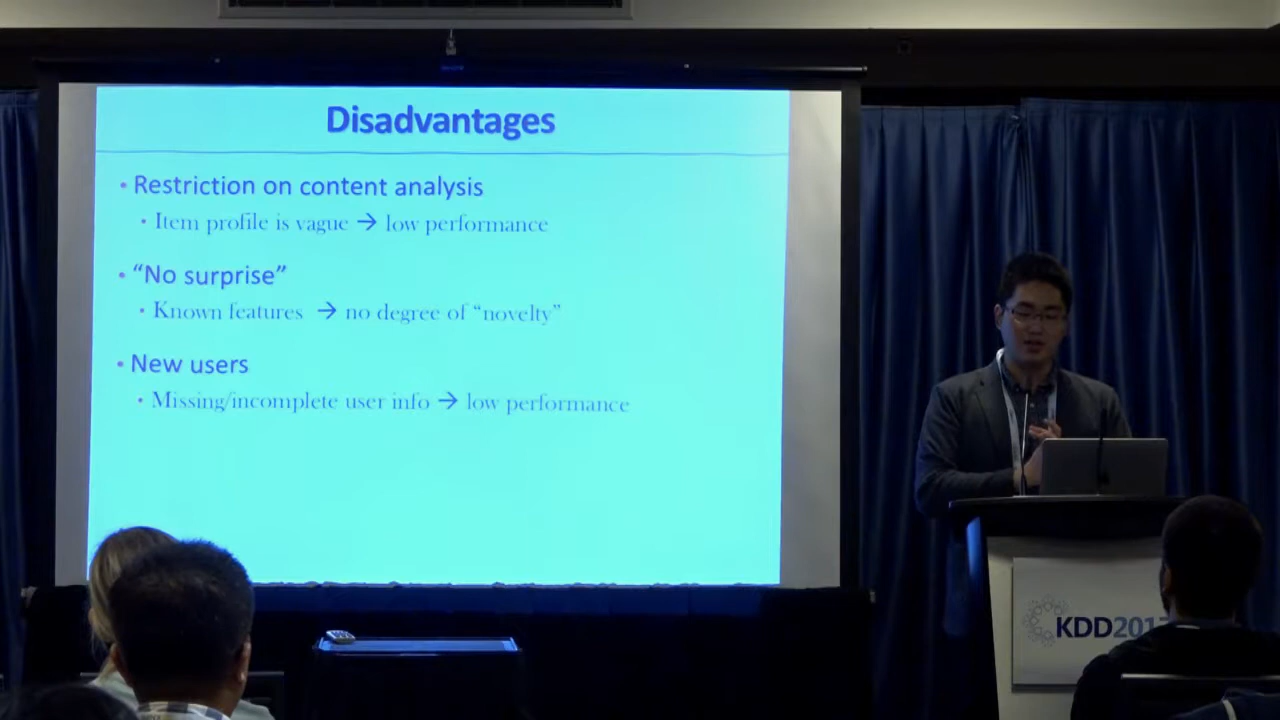 Disadvantages
• Restriction on content analysis
• Item profile is vague → low performance
• “No surprise”
• Known features → no degree of “novelty”
• New users
• Missing/incomplete user info → low performance
KDD2017